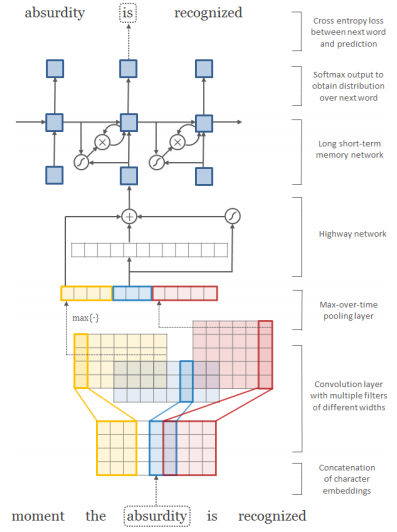 absurdity is recognized
Cross entropy loss
between next word
and prediction
Softmax output to
obtain distribution
over next word
Long short-term
memory network
Highway network
Max-over-time
pooling layer
max{·}
Convolution layer
with multiple filters
of different widths
Concatenation
of character
embeddings
moment the absurdity is recognized